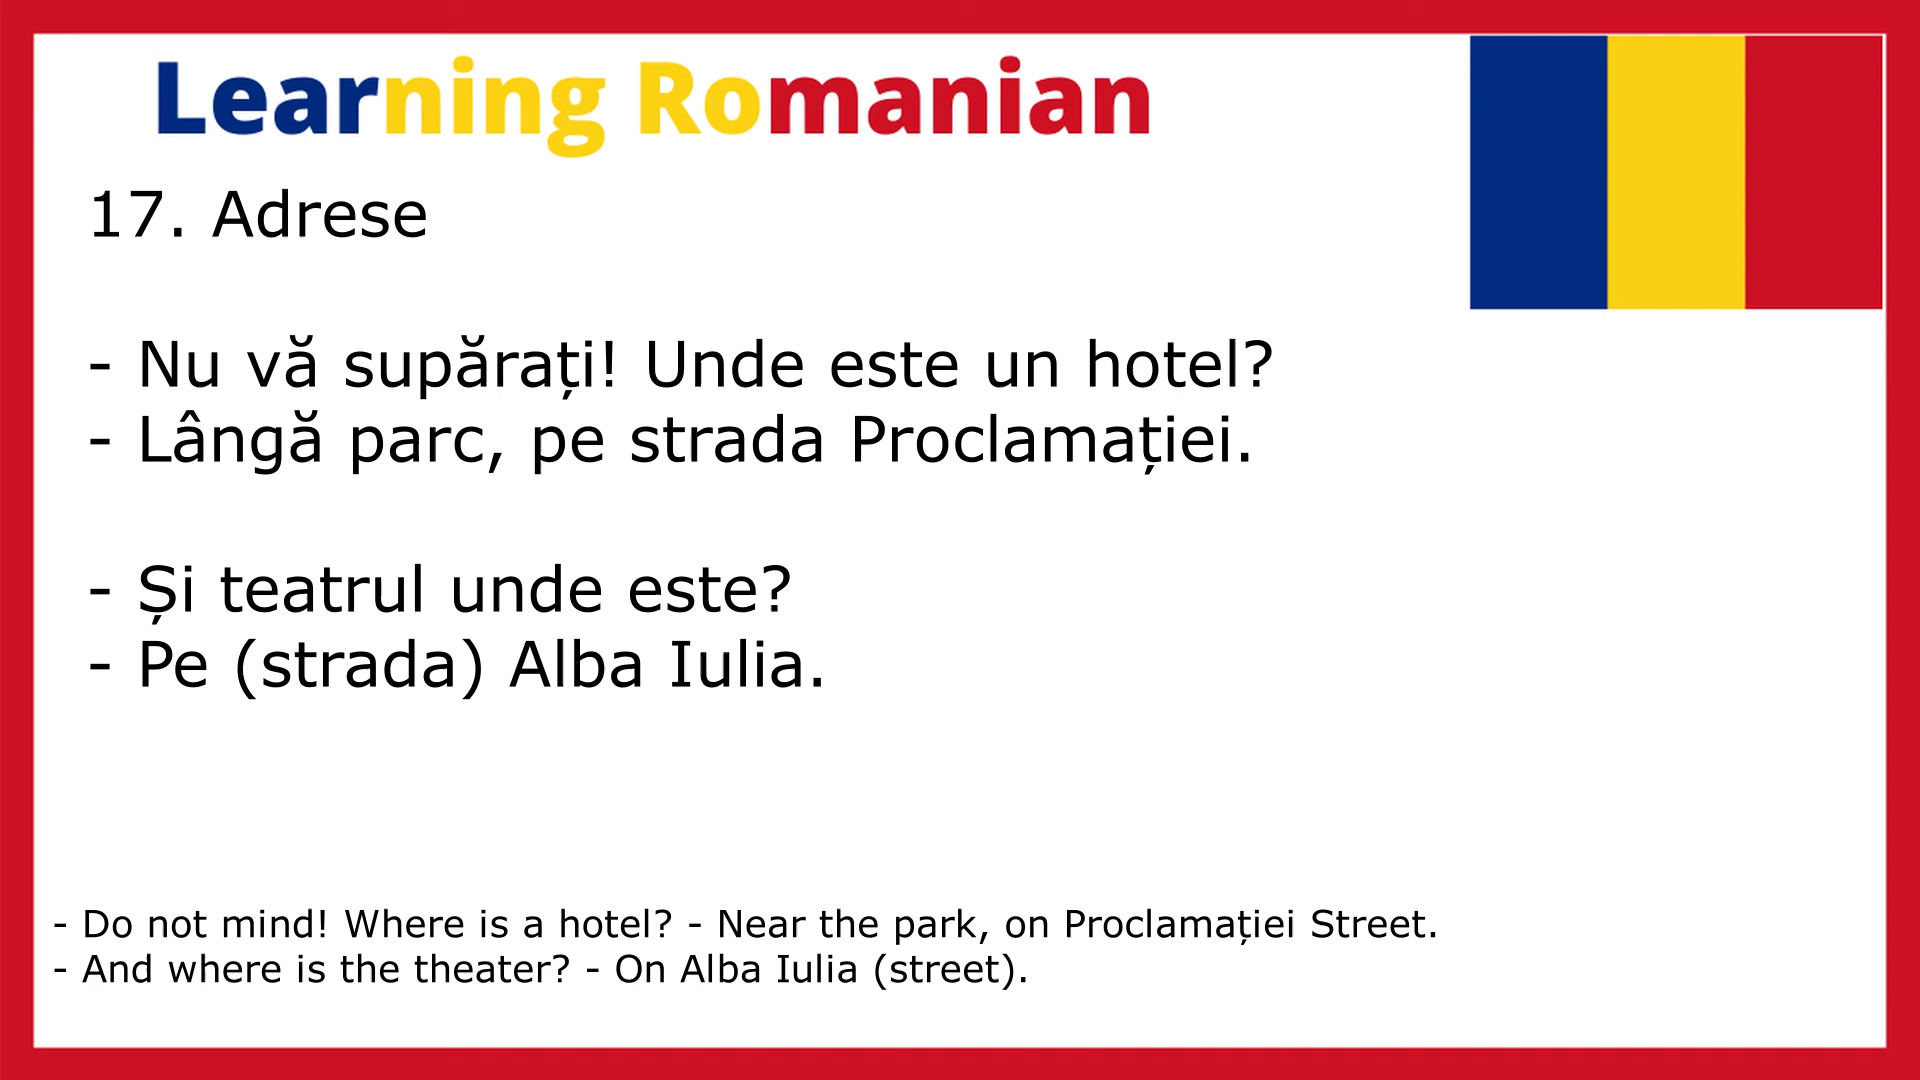 Learning Romanian
17. Adrese
- Nu vă supărați! Unde este un hotel?
- Lângă parc, pe strada Proclamației.
- Și teatrul unde este?
- Pe (strada) Alba Iulia.
- Do not mind! Where is a hotel? - Near the park, on Proclamației Street.
- And where is the theater? - On Alba Iulia (street).